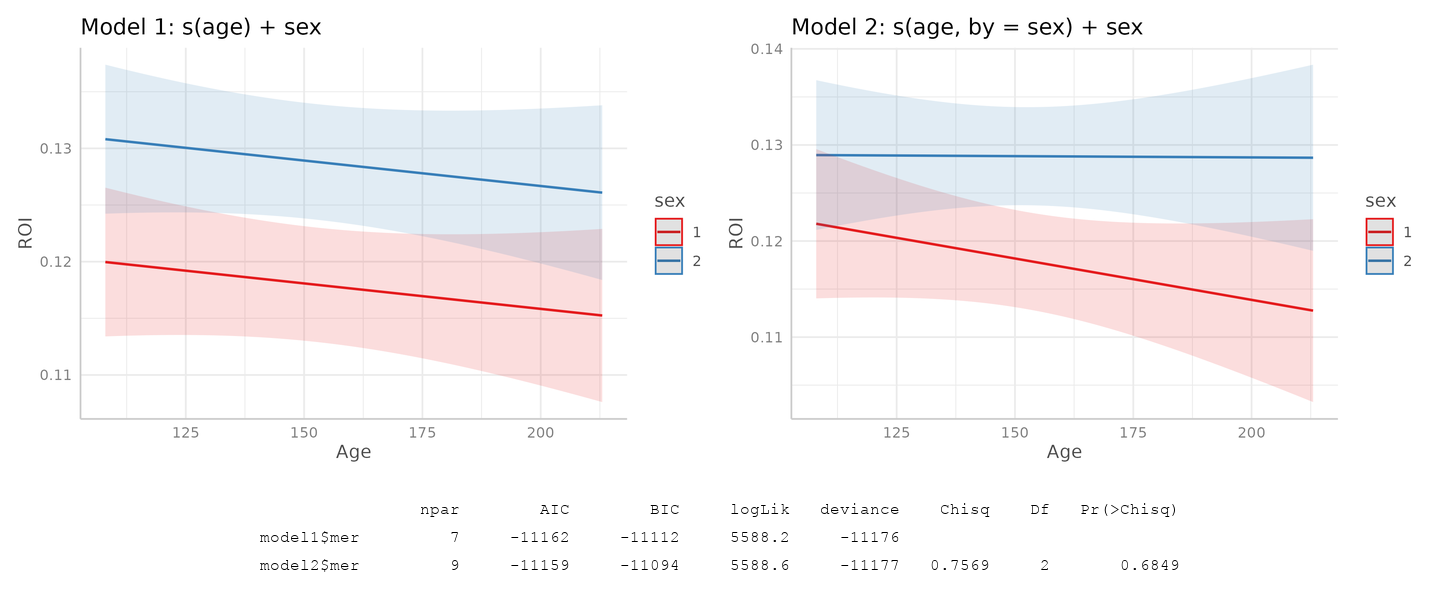 Model 1: s(age) + sex
0.13
0.12
0.11
ROI
125 150 175 200
Age
sex
1
2
Model 2: s(age, by = sex) + sex
0.14
0.13
0.12
0.11
ROI
125 150 175 200
Age
sex
1
2
npar AIC BIC logLik deviance Chisq Df Pr(>Chisq)
model1$mer 7 -11162 -11112 5588.2 -11176
model2$mer 9 -11159 -11094 5588.6 -11177 0.7569 2 0.6849